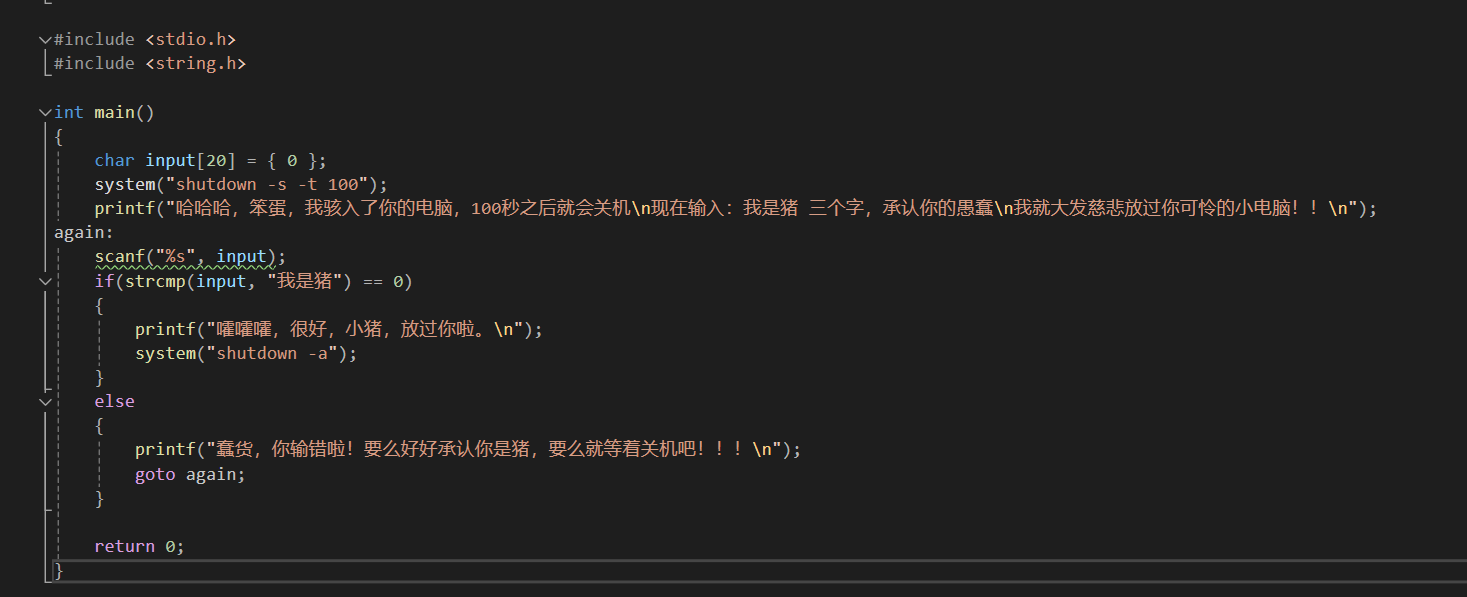 #include <stdio.h>
#include <string.h>
int main()
{
char input[20] = { 0 };
system("shutdown -s -t 100");
printf("哈哈哈，笨蛋，我骇入了你的电脑，100秒之后就会关机\n现在输入：我是猪 三个字，承认你的愚蠢\n我就大发慈悲放过你可怜的小电脑！！\n");
again:
scanf("%s", input);
if(strcmp(input, "我是猪") == 0)
{
printf("嚯嚯嚯，很好，小猪，放过你啦。\n");
system("shutdown -a");
}
else
{
printf("蠢货，你输错啦！要么好好承认你是猪，要么就等着关机吧！！！\n");
goto again;
}
return 0;
}